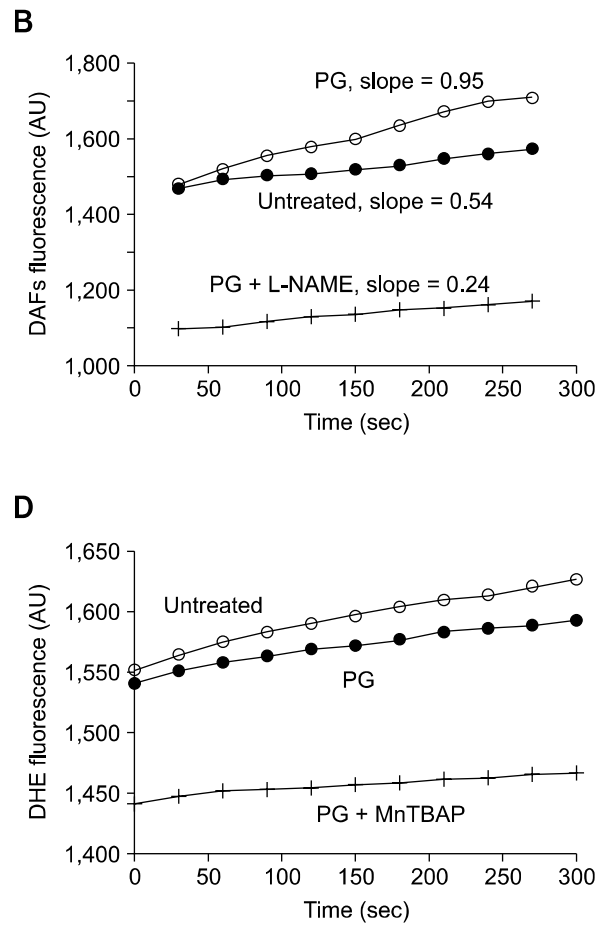 B
DAFs fluorescence (AU)
1,800
1,600
1,400
1,200
1,000
PG, slope = 0.95
Untreated, slope = 0.54
PG + L-NAME, slope = 0.24
0 50 100 150 200 250 300
Time (sec)
D
DHE fluorescence (AU)
1,650
1,600
1,550
1,500
1,450
1,400
Untreated
PG
PG + MnTBAP
0 50 100 150 200 250 300
Time (sec)